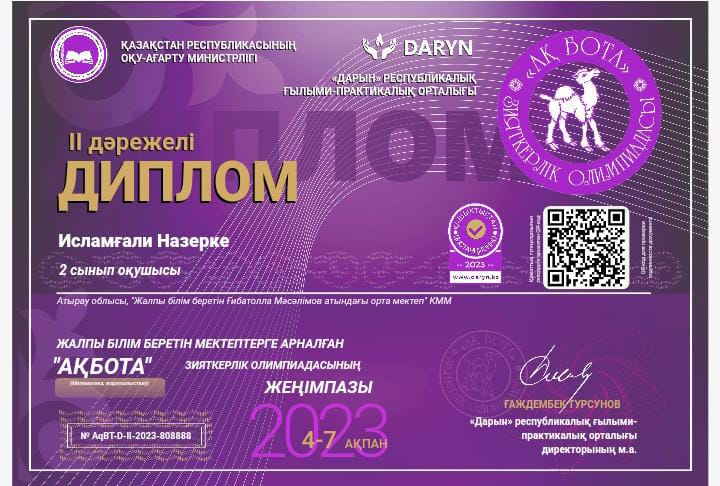 ҚАЗАҚСТАН РЕСПУБЛИКАСЫНЫҢ
ОҚУ-АҒАРТУ МИНИСТРЛІГІ
DARYN
«ДАРЫН» РЕСПУБЛИКАЛЫҚ
ҒЫЛЫМИ-ПРАКТИКАЛЫҚ ОРТАЛЫҒЫ
«АҚ БОТА»
ЗИЯТКЕРЛІК ОЛИМПИАДАСЫ
II дәрежелі
ДИПЛОМ
Исламғали Назерке
2 сынып оқушысы
2023
www.daryn.kz
Атырау облысы, "Жалпы білім беретін Ғибатолла Мәсәлімов атындағы орта мектеп" КММ
ЖАЛПЫ БІЛІМ БЕРЕТІН МЕКТЕПТЕРГЕ АРНАЛҒАН
"АҚБОТА" ЗИЯТКЕРЛІК ОЛИМПИАДАСЫНЫҢ
(Математика, жаратылыстану)
ЖЕҢІМПАЗЫ
2023
4-7 АҚПАН
№ AqBT-D-II-2023-808888
«АҚ БОТА»
ҒАЖДЕМБЕК ТУРСУНОВ
«Дарын» республикалық ғылыми-
практикалық орталығы
директорының м.а.